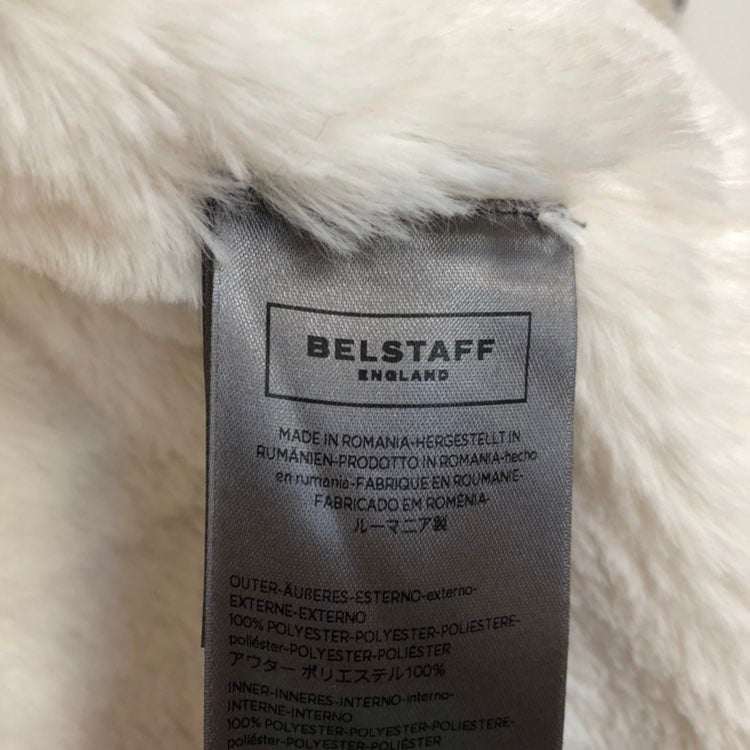 BELSTAFF
ENGLAND
MADE IN ROMANIA-HERGESTELLT IN
RUMÄNIEN-PRODOTTO IN ROMANIA-hecho
en rumania-FABRIQUE EN ROUMANIE-
FABRICADO EM ROMÉNIA-
ルーマニア製
OUTER-ÄUßERES-ESTERNO-externo-
EXTERNE-EXTERNO
100% POLYESTER-POLYESTER-POLIESTERE-
poliéster-POLYESTER-POLIÉSTER
アウター ポリエステル100%
INNER-INNERES-INTERNO-interno-
INTERNE-INTERNO
100% POLYESTER-POLYESTER-POLIESTERE-
poliéster-POLYESTER-POLIÉSTER